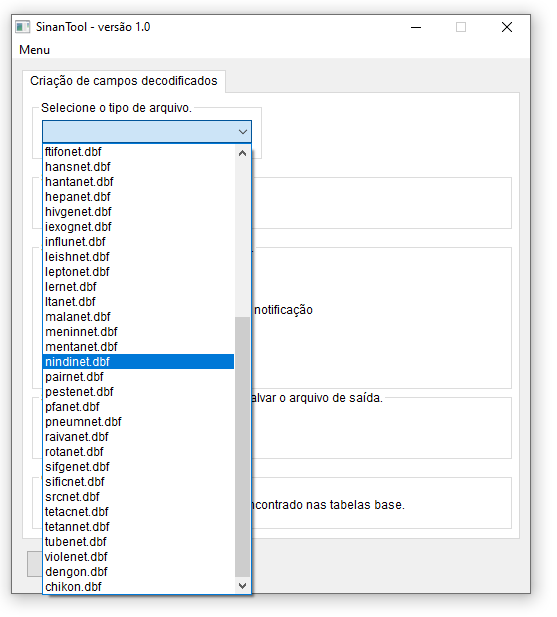 SinanTool - versão 1.0
Menu
Criação de campos decodificados
Selecione o tipo de arquivo.
ftifonet.dbf
hansnet.dbf
hantanet.dbf
hepanet.dbf
hivgenet.dbf
iexognet.dbf
influnet.dbf
leishnet.dbf
leptonet.dbf
lernet.dbf
ltanet.dbf
malanet.dbf
notificação
meninnet.dbf
mentanet.dbf
nindinet.dbf
pairnet.dbf
pestenet.dbf
alvar o arquivo de saída.
pfanet.dbf
pneumnet.dbf
raivanet.dbf
rotanet.dbf
sifgenet.dbf
sificnet.dbf
srcnet.dbf
ncontrado nas tabelas base.
tetacnet.dbf
tetannet.dbf
tubenet.dbf
violenet.dbf
dengon.dbf
chikon.dbf